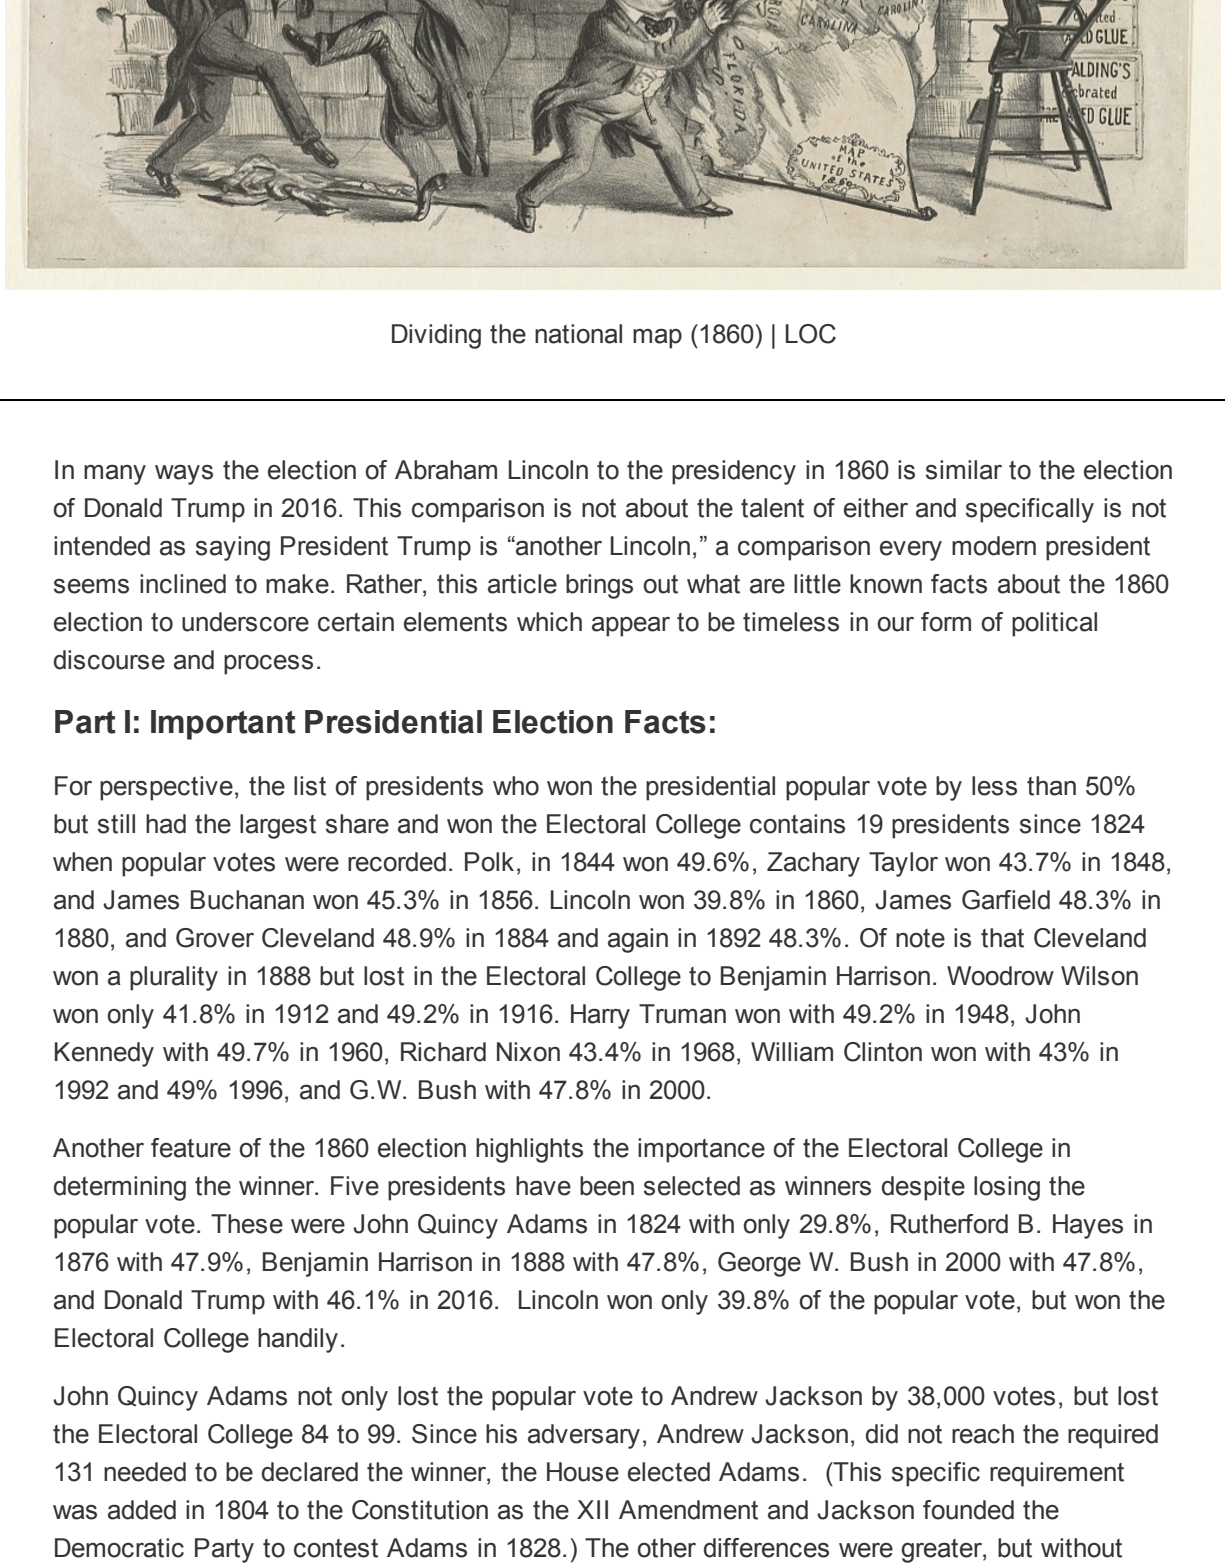 CAROLINA
CAROLINA
FLORIDA
GLUE
ALDING'S
ED GLUE
MAP
of the
UNITED STATES
1860
Dividing the national map (1860) | LOC
In many ways the election of Abraham Lincoln to the presidency in 1860 is similar to the election
of Donald Trump in 2016. This comparison is not about the talent of either and specifically is not
intended as saying President Trump is “another Lincoln,” a comparison every modern president
seems inclined to make. Rather, this article brings out what are little known facts about the 1860
election to underscore certain elements which appear to be timeless in our form of political
discourse and process.
Part I: Important Presidential Election Facts:
For perspective, the list of presidents who won the presidential popular vote by less than 50%
but still had the largest share and won the Electoral College contains 19 presidents since 1824
when popular votes were recorded. Polk, in 1844 won 49.6%, Zachary Taylor won 43.7% in 1848,
and James Buchanan won 45.3% in 1856. Lincoln won 39.8% in 1860, James Garfield 48.3% in
1880, and Grover Cleveland 48.9% in 1884 and again in 1892 48.3%. Of note is that Cleveland
won a plurality in 1888 but lost in the Electoral College to Benjamin Harrison. Woodrow Wilson
won only 41.8% in 1912 and 49.2% in 1916. Harry Truman won with 49.2% in 1948, John
Kennedy with 49.7% in 1960, Richard Nixon 43.4% in 1968, William Clinton won with 43% in
1992 and 49% 1996, and G.W. Bush with 47.8% in 2000.
Another feature of the 1860 election highlights the importance of the Electoral College in
determining the winner. Five presidents have been selected as winners despite losing the
popular vote. These were John Quincy Adams in 1824 with only 29.8%, Rutherford B. Hayes in
1876 with 47.9%, Benjamin Harrison in 1888 with 47.8%, George W. Bush in 2000 with 47.8%,
and Donald Trump with 46.1% in 2016.  Lincoln won only 39.8% of the popular vote, but won the
Electoral College handily.
John Quincy Adams not only lost the popular vote to Andrew Jackson by 38,000 votes, but lost
the Electoral College 84 to 99. Since his adversary, Andrew Jackson, did not reach the required
131 needed to be declared the winner, the House elected Adams.  (This specific requirement
was added in 1804 to the Constitution as the XII Amendment and Jackson founded the
Democratic Party to contest Adams in 1828.) The other differences were greater, but without